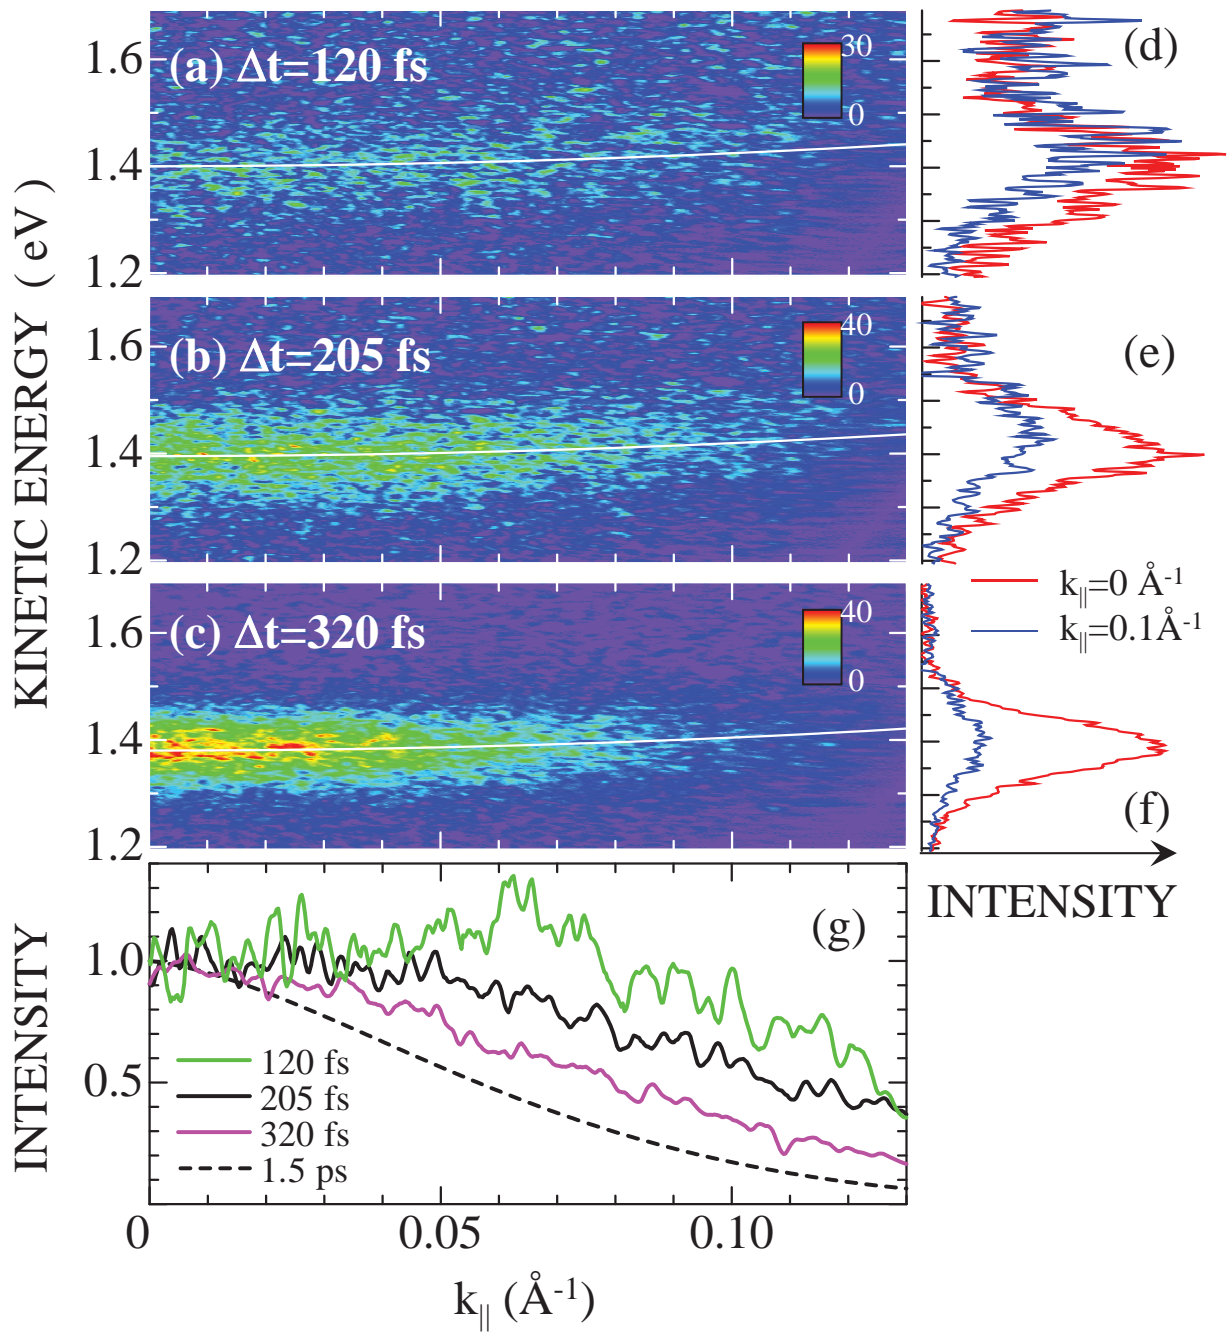 KINETIC ENERGY (eV)
1.6
1.4
1.2
(a) Δt=120 fs
30
0
(d)
1.6
1.4
1.2
(b) Δt=205 fs
40
0
(e)
k||=0 Å-1
k||=0.1Å-1
1.6
1.4
1.2
(c) Δt=320 fs
40
0
(f)
INTENSITY
INTENSITY
1.0
0.5
(g)
120 fs
205 fs
320 fs
1.5 ps
0
0.05
0.10
k|| (Å-1)